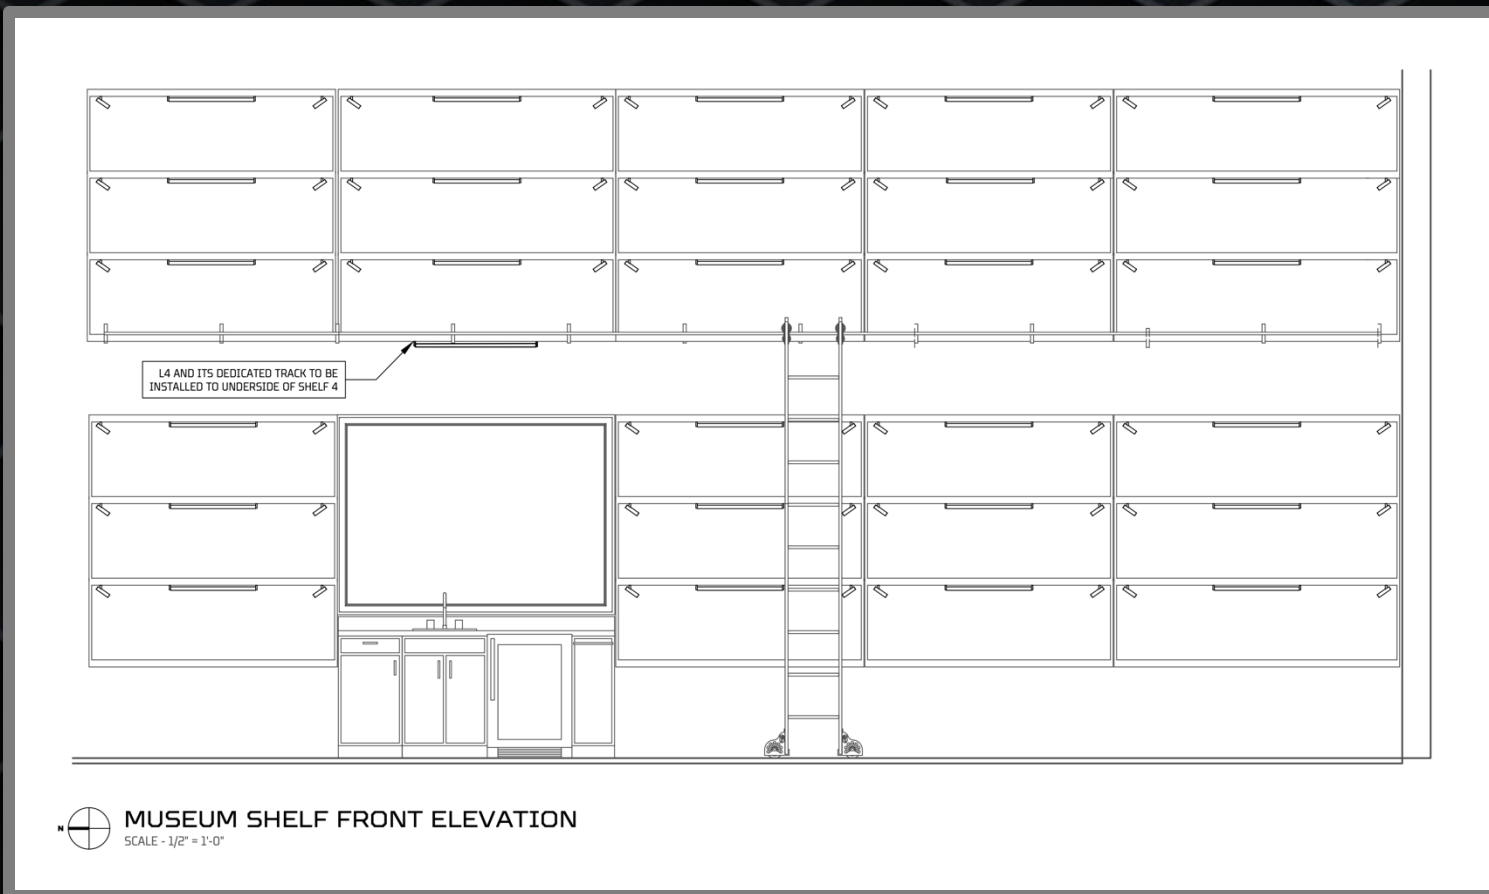 L4 AND ITS DEDICATED TRACK TO BE
INSTALLED TO UNDERSIDE OF SHELF 4
N
MUSEUM SHELF FRONT ELEVATION
SCALE - 1/2" = 1'-0"